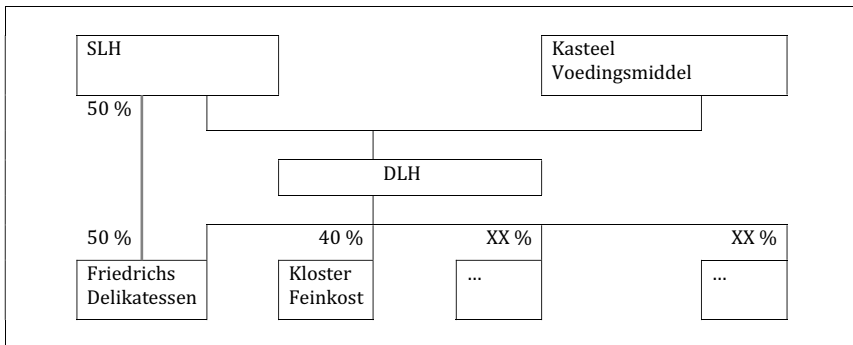 SLH
Kasteel
Voedingsmiddel
50 %
DLH
50 %
40 %
XX %
XX %
Friedrichs
Delikatessen
Kloster
Feinkost
...
...